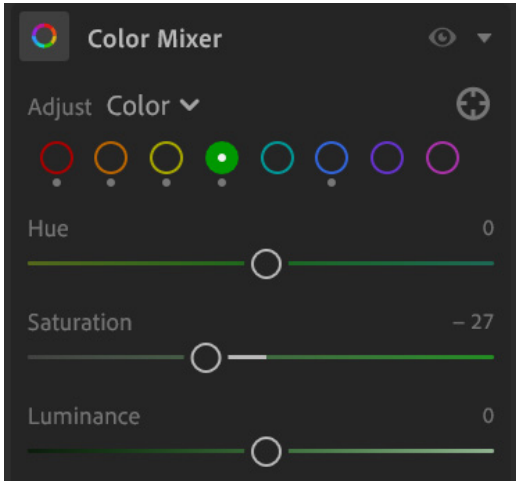 Color Mixer
Adjust Color
Hue 0
Saturation – 27
Luminance 0